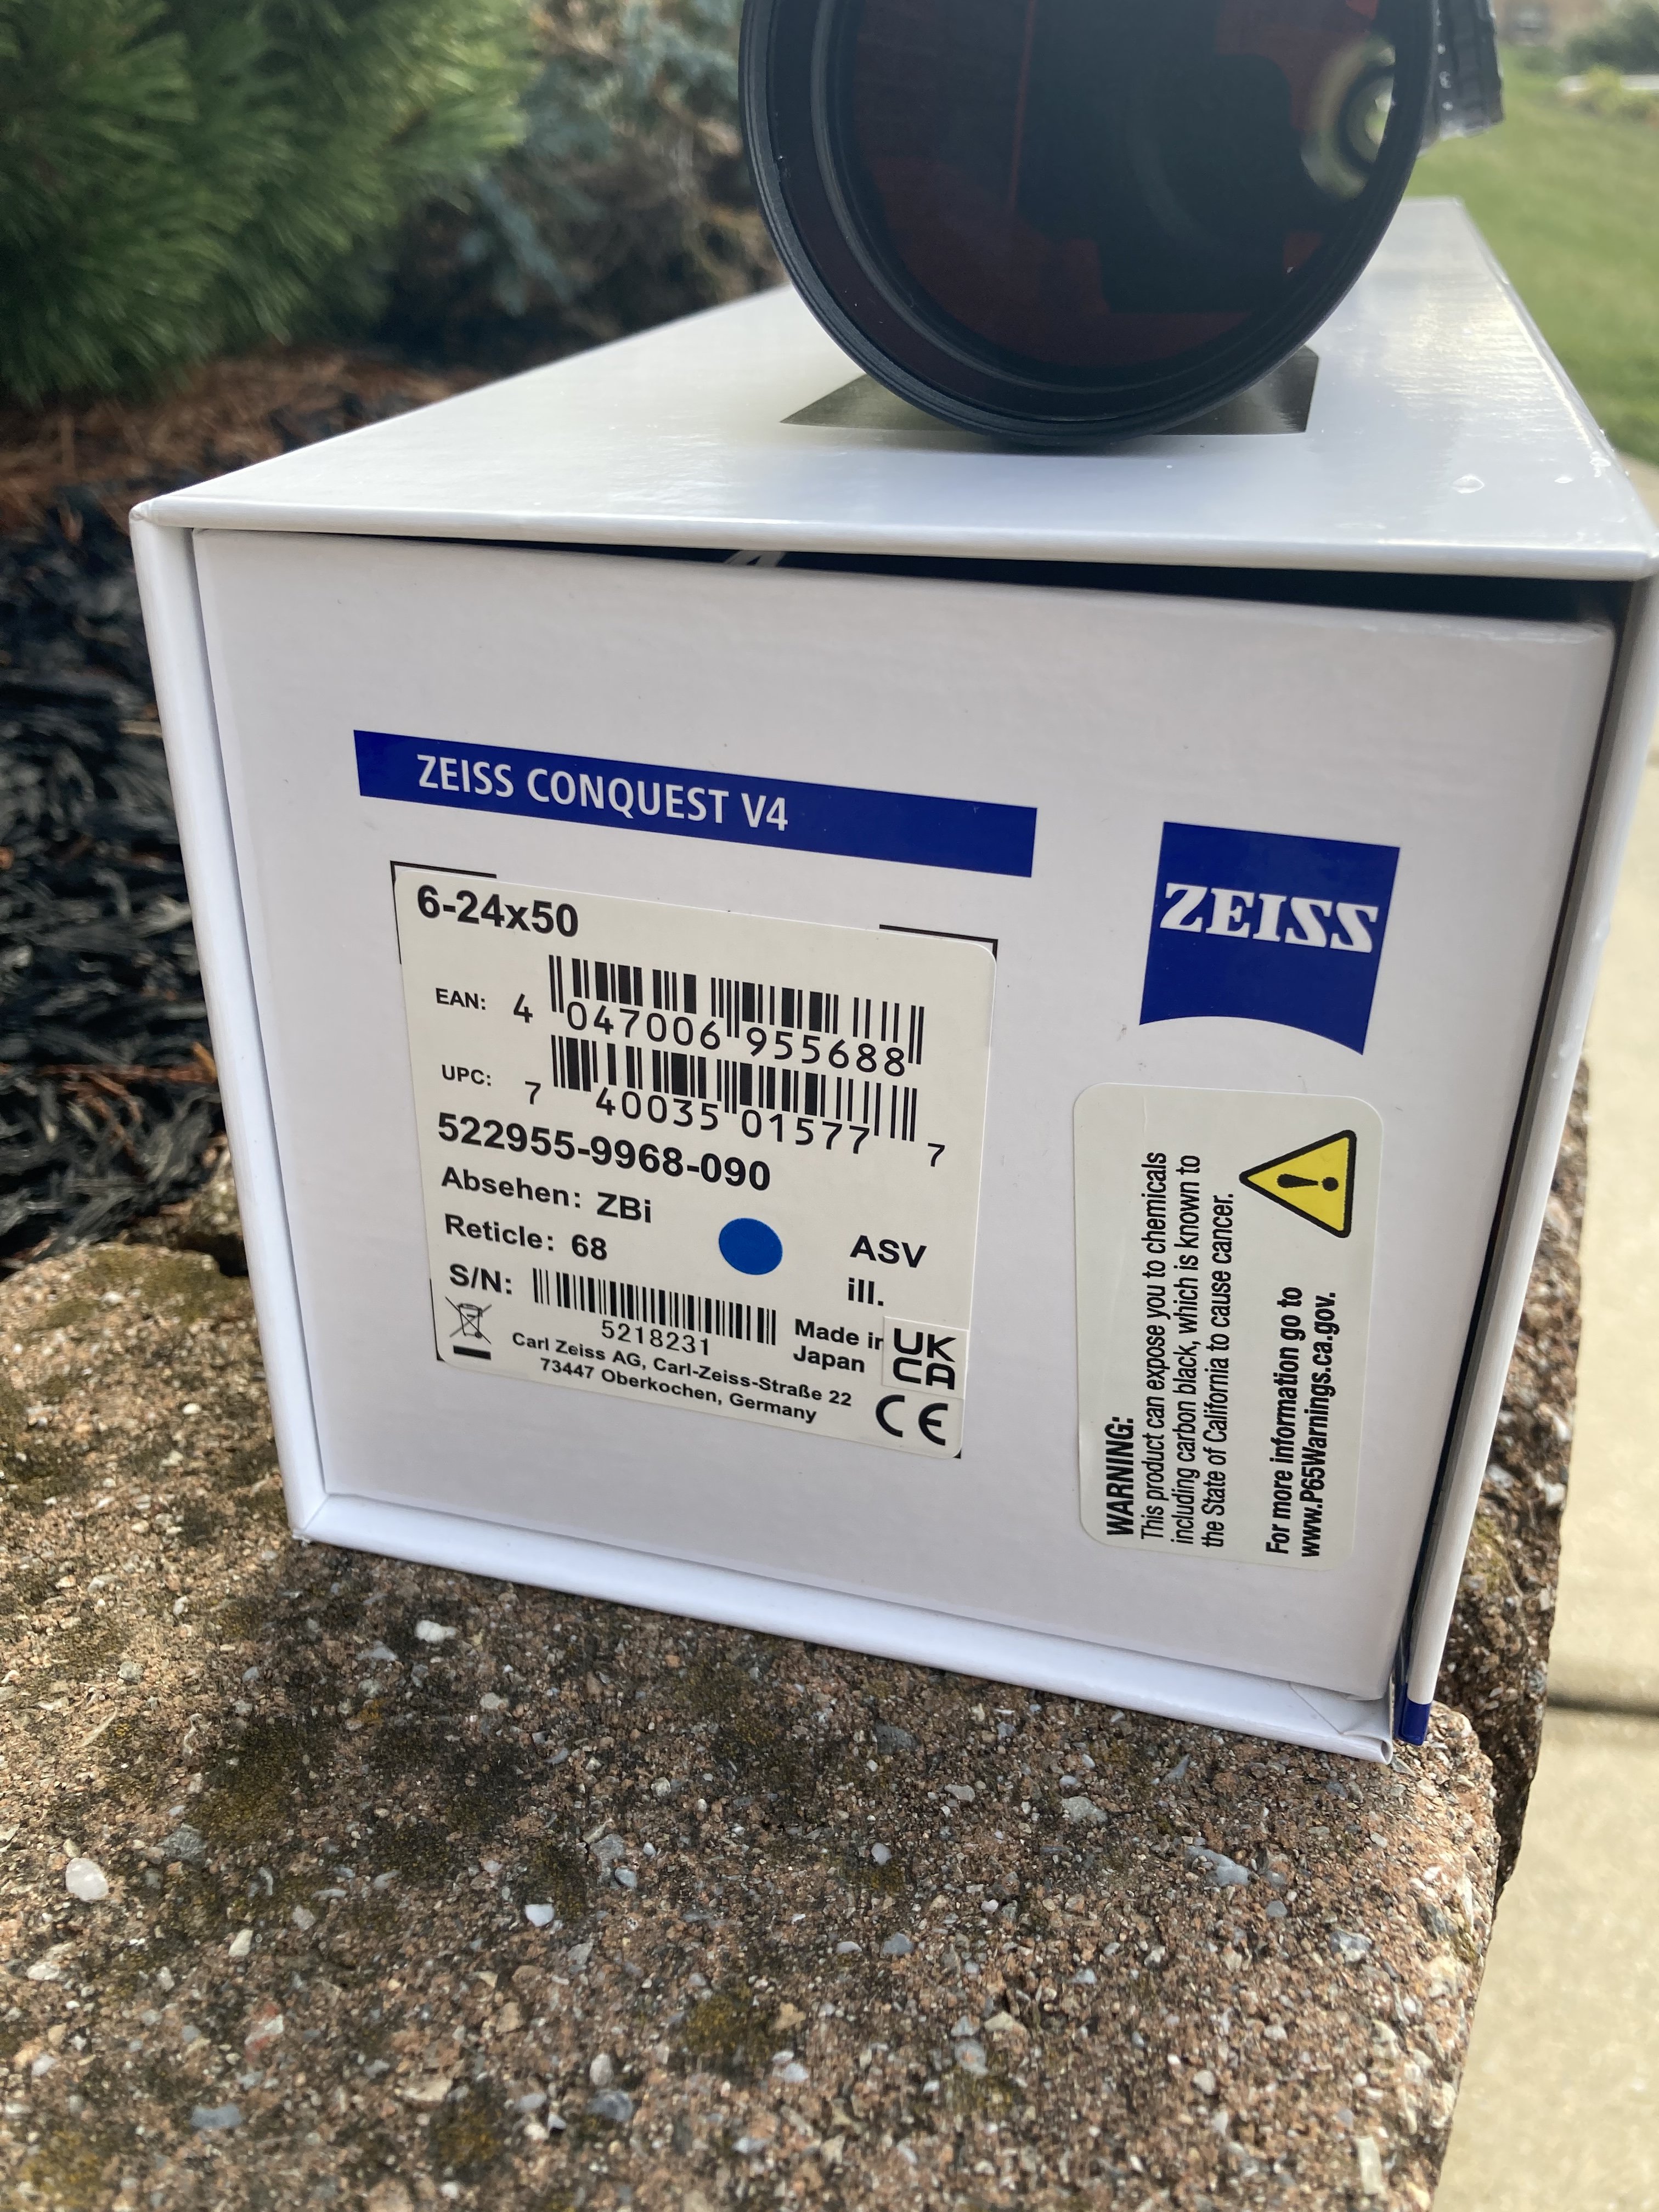 ZEISS CONQUEST V4
ZEISS
6-24x50
EAN: 4 047006 955688
UPC: 7 40035 01577 7
522955-9968-090
Absehen: ZBi
Reticle: 68
ASV
ill.
S/N:
5218231
Made in
Japan
UK
CA
Carl Zeiss AG, Carl-Zeiss-Straße 22
73447 Oberkochen, Germany
CE
WARNING:
This product can expose you to chemicals
including carbon black, which is known to
the State of California to cause cancer.
For more information go to
www.P65Warnings.ca.gov.